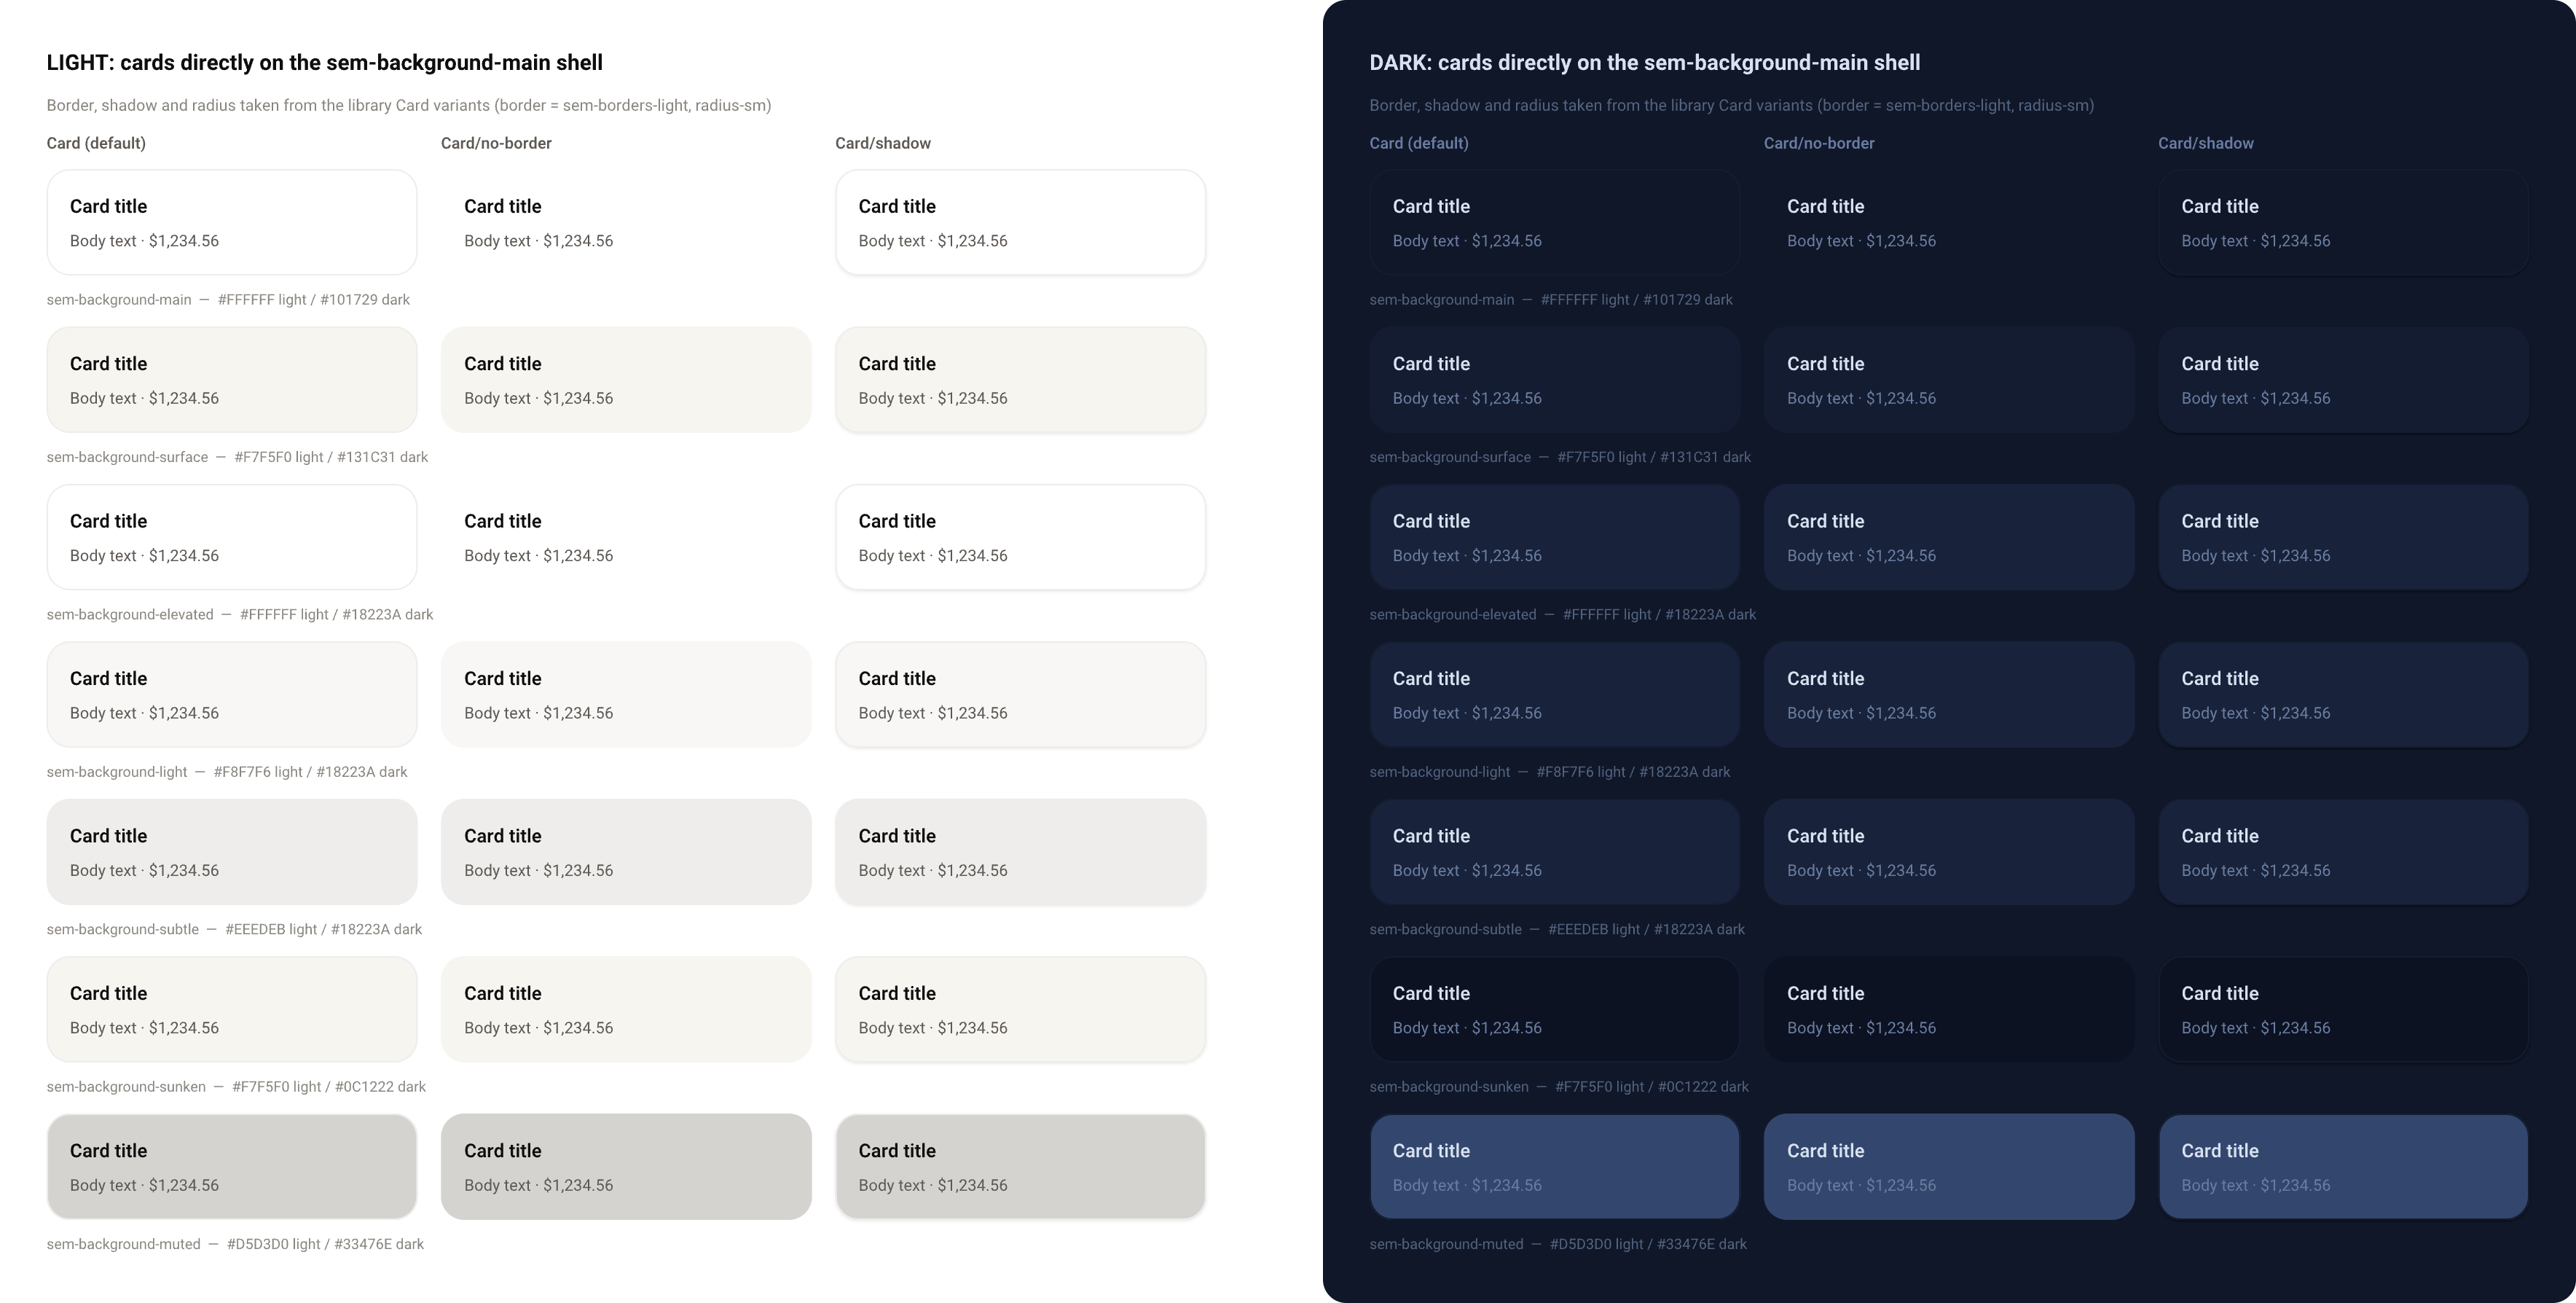 LIGHT: cards directly on the sem-background-main shell
Border, shadow and radius taken from the library Card variants (border = sem-borders-light, radius-sm)
Card (default) Card/no-border Card/shadow
Card title Card title Card title
Body text · $1,234.56 Body text · $1,234.56 Body text · $1,234.56
sem-background-main — #FFFFFF light / #101729 dark
Card title Card title Card title
Body text · $1,234.56 Body text · $1,234.56 Body text · $1,234.56
sem-background-surface — #F7F5F0 light / #131C31 dark
Card title Card title Card title
Body text · $1,234.56 Body text · $1,234.56 Body text · $1,234.56
sem-background-elevated — #FFFFFF light / #18223A dark
Card title Card title Card title
Body text · $1,234.56 Body text · $1,234.56 Body text · $1,234.56
sem-background-light — #F8F7F6 light / #18223A dark
Card title Card title Card title
Body text · $1,234.56 Body text · $1,234.56 Body text · $1,234.56
sem-background-subtle — #EEEDEB light / #18223A dark
Card title Card title Card title
Body text · $1,234.56 Body text · $1,234.56 Body text · $1,234.56
sem-background-sunken — #F7F5F0 light / #0C1222 dark
Card title Card title Card title
Body text · $1,234.56 Body text · $1,234.56 Body text · $1,234.56
sem-background-muted — #D5D3D0 light / #33476E dark
DARK: cards directly on the sem-background-main shell
Border, shadow and radius taken from the library Card variants (border = sem-borders-light, radius-sm)
Card (default) Card/no-border Card/shadow
Card title Card title Card title
Body text · $1,234.56 Body text · $1,234.56 Body text · $1,234.56
sem-background-main — #FFFFFF light / #101729 dark
Card title Card title Card title
Body text · $1,234.56 Body text · $1,234.56 Body text · $1,234.56
sem-background-surface — #F7F5F0 light / #131C31 dark
Card title Card title Card title
Body text · $1,234.56 Body text · $1,234.56 Body text · $1,234.56
sem-background-elevated — #FFFFFF light / #18223A dark
Card title Card title Card title
Body text · $1,234.56 Body text · $1,234.56 Body text · $1,234.56
sem-background-light — #F8F7F6 light / #18223A dark
Card title Card title Card title
Body text · $1,234.56 Body text · $1,234.56 Body text · $1,234.56
sem-background-subtle — #EEEDEB light / #18223A dark
Card title Card title Card title
Body text · $1,234.56 Body text · $1,234.56 Body text · $1,234.56
sem-background-sunken — #F7F5F0 light / #0C1222 dark
Card title Card title Card title
Body text · $1,234.56 Body text · $1,234.56 Body text · $1,234.56
sem-background-muted — #D5D3D0 light / #33476E dark